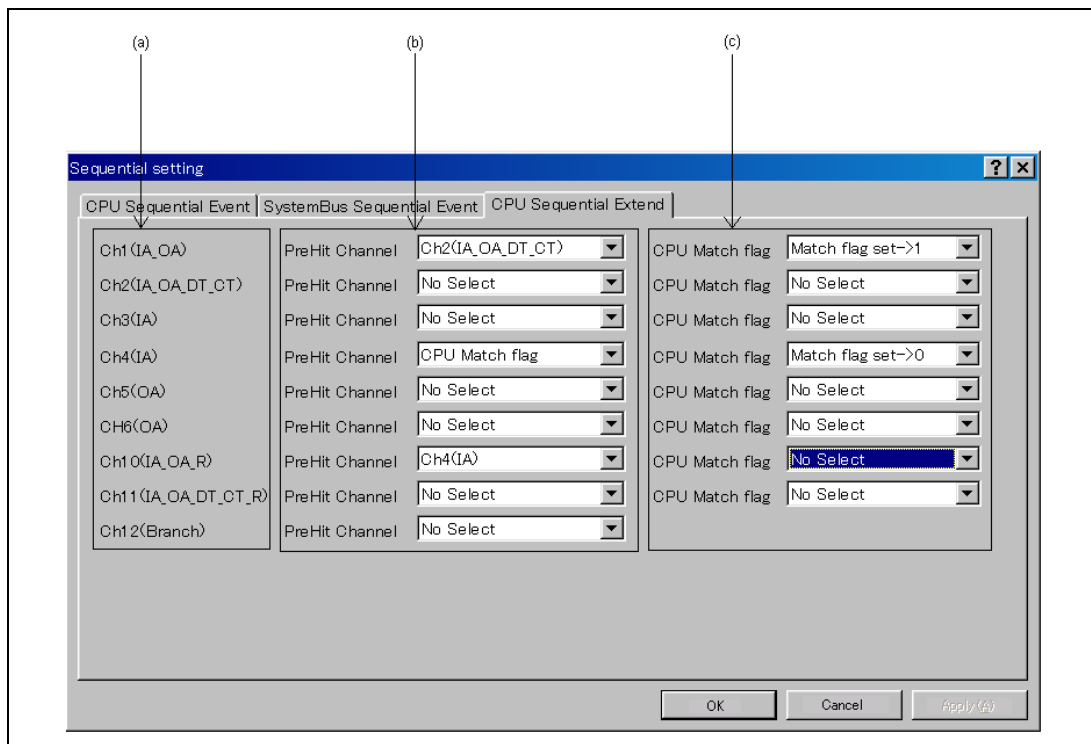 (a) (b) (c)
Sequential setting ? ×
CPU Sequential Event SystemBus Sequential Event CPU Sequential Extend
Ch1(IA_OA) PreHit Channel Ch2(IA_OA_DT_CT) CPU Match flag Match flag set->1
Ch2(IA_OA_DT_CT) PreHit Channel No Select CPU Match flag No Select
Ch3(IA) PreHit Channel No Select CPU Match flag No Select
Ch4(IA) PreHit Channel CPU Match flag CPU Match flag Match flag set->0
Ch5(OA) PreHit Channel No Select CPU Match flag No Select
CH6(OA) PreHit Channel No Select CPU Match flag No Select
Ch10(IA_OA_R) PreHit Channel Ch4(IA) CPU Match flag No Select
Ch11(IA_OA_DT_CT_R) PreHit Channel No Select CPU Match flag No Select
Ch12(Branch) PreHit Channel No Select
OK Cancel Apply(A)